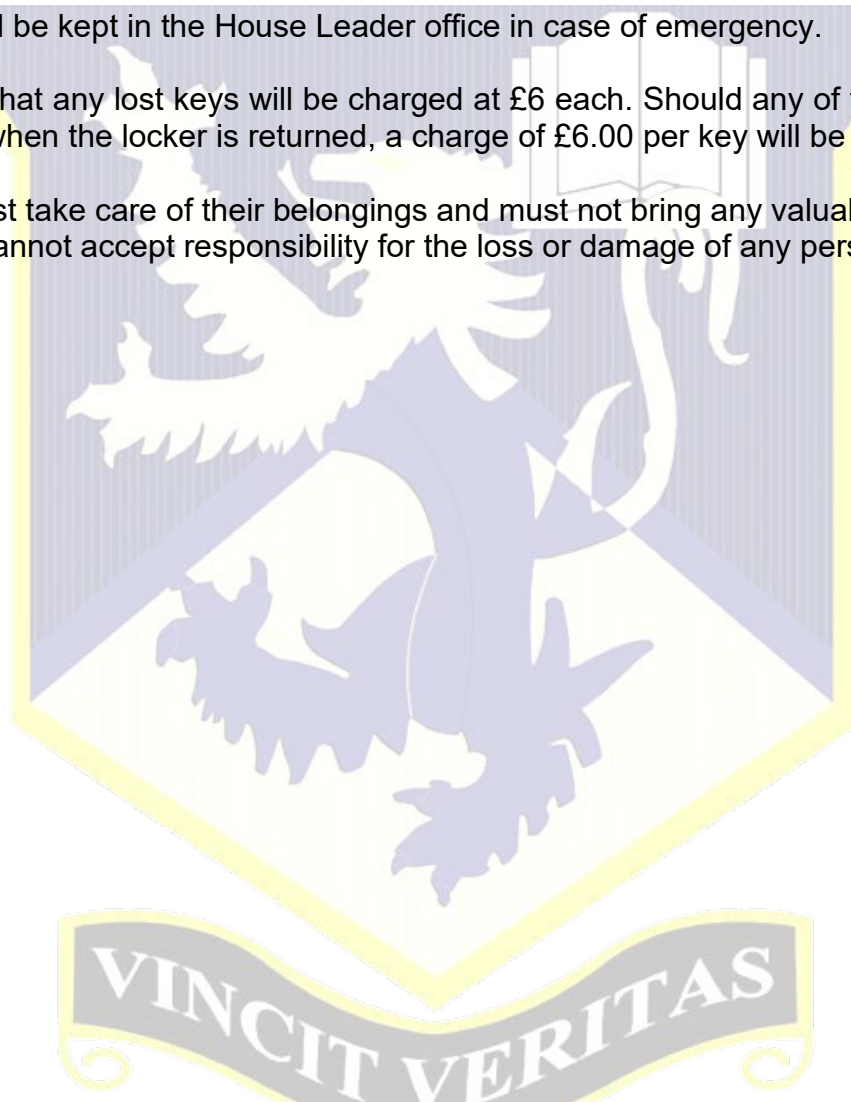 be kept in the House Leader office in case of emergency.
hat any lost keys will be charged at £6 each. Should any of
when the locker is returned, a charge of £6.00 per key will be
st take care of their belongings and must not bring any valual
annot accept responsibility for the loss or damage of any pers
VINCIT VERITAS